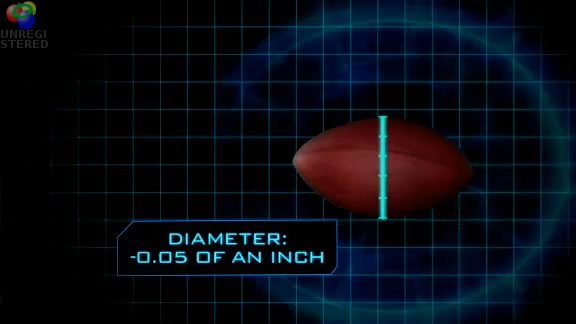 UNREGI
STERED
DIAMETER:
-0.05 OF AN INCH